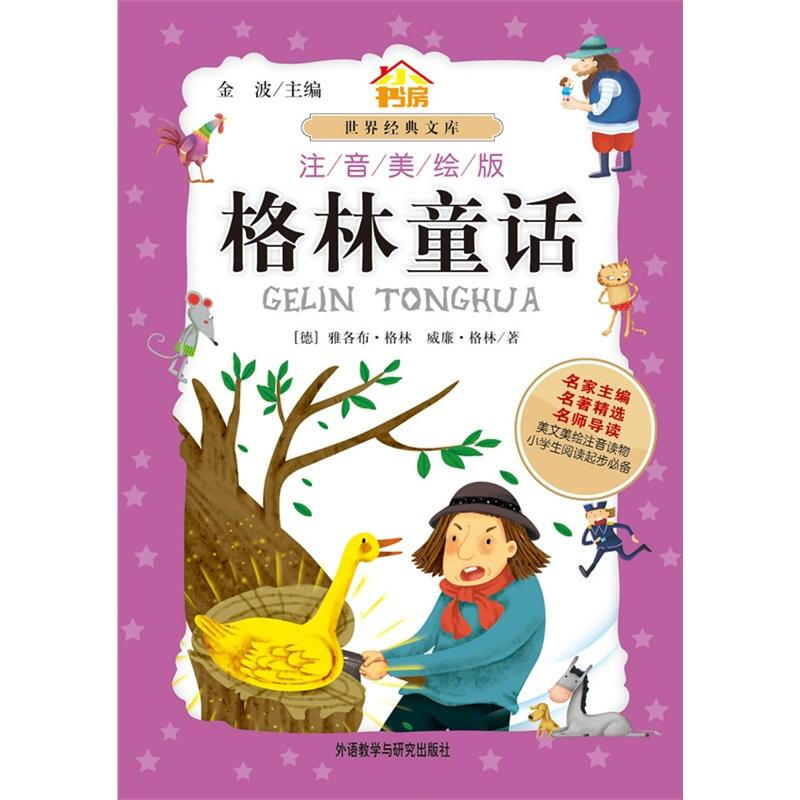 金 波/主编
小书房
世界经典文库
注/音/美/绘/版
格林童话
GELIN TONGHUA
[德] 雅各布·格林 威廉·格林/著
名家主编
名著精选
名师导读
美文美绘注音读物
小学生阅读起步必备
外语教学与研究出版社